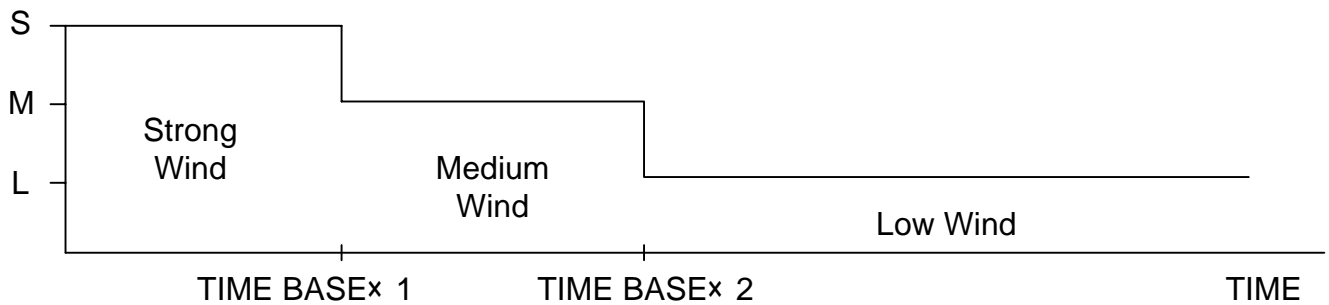 S
M
L
Strong
Wind
Medium
Wind
Low Wind
TIME BASE× 1
TIME BASE× 2
TIME